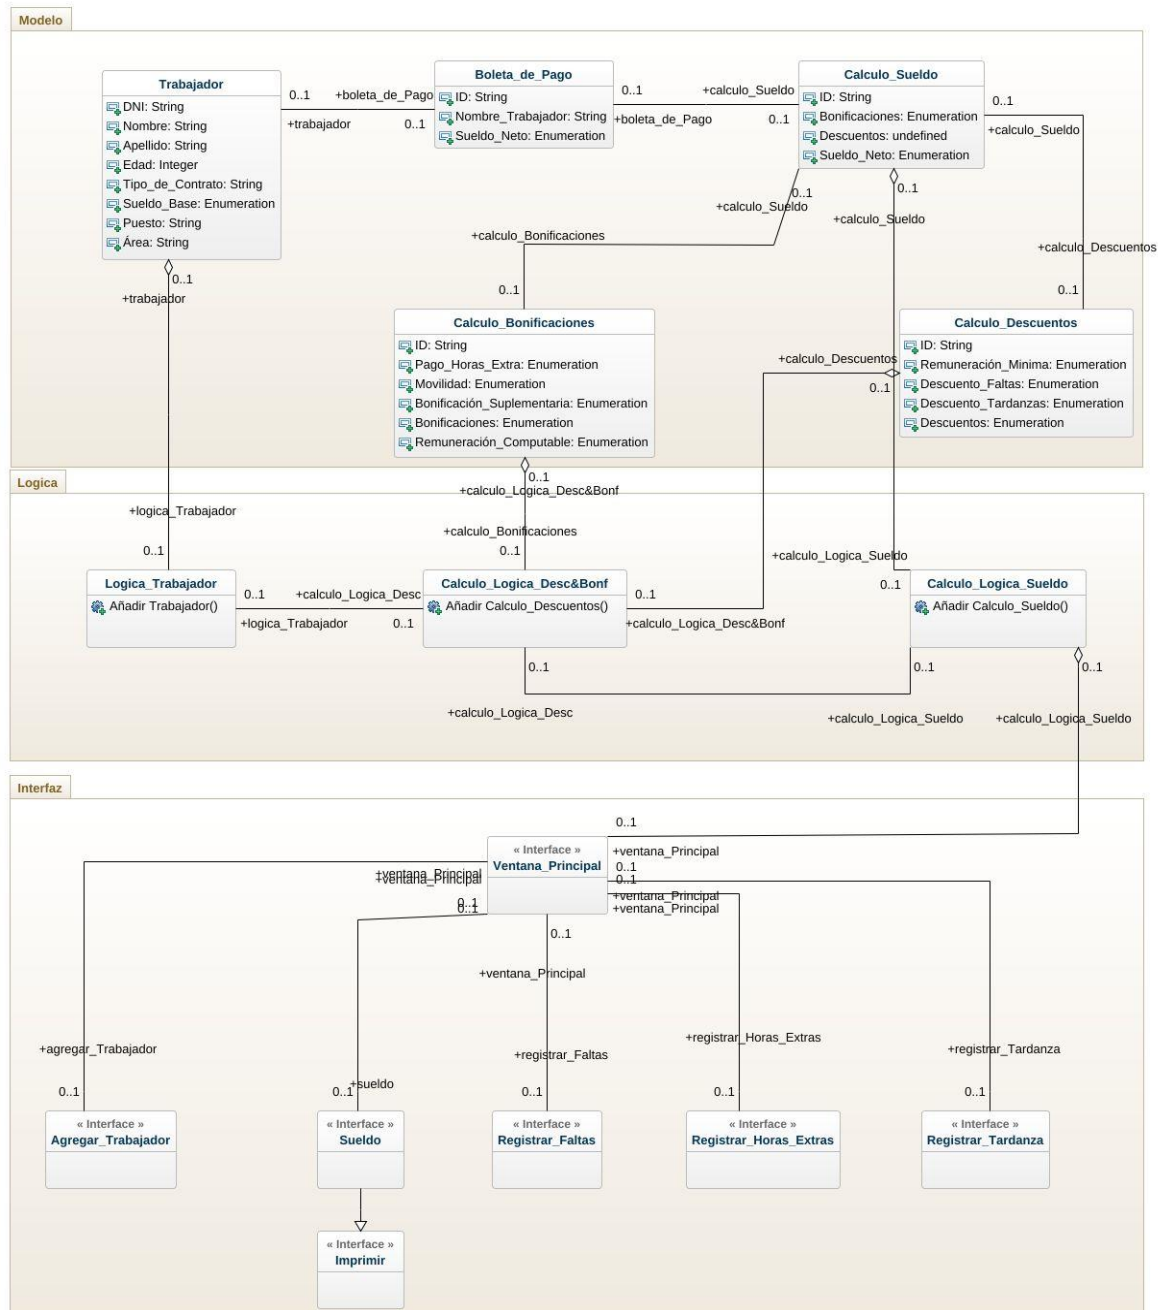 Modelo
Trabajador
DNI: String
Nombre: String
Apellido: String
Edad: Integer
Tipo_de_Contrato: String
Sueldo_Base: Enumeration
Puesto: String
Área: String
0..1
+boleta_de_Pago
+trabajador
0..1
Boleta_de_Pago
ID: String
Nombre_Trabajador: String
Sueldo_Neto: Enumeration
0..1
+calculo_Sueldo
+boleta_de_Pago
0..1
Calculo_Sueldo
ID: String
Bonificaciones: Enumeration
Descuentos: undefined
Sueldo_Neto: Enumeration
0..1
+calculo_Sueldo
0..1
+calculo_Sueldo
0..1
+calculo_Sueldo
+calculo_Bonificaciones
+calculo_Descuentos
0..1
+trabajador
0..1
0..1
Calculo_Bonificaciones
ID: String
Pago_Horas_Extra: Enumeration
Movilidad: Enumeration
Bonificación_Suplementaria: Enumeration
Bonificaciones: Enumeration
Remuneración_Computable: Enumeration
Calculo_Descuentos
ID: String
Remuneración_Minima: Enumeration
Descuento_Faltas: Enumeration
Descuento_Tardanzas: Enumeration
Descuentos: Enumeration
+calculo_Descuentos
0..1
Logica
0..1
+calculo_Logica_Desc&Bonf
+logica_Trabajador
+calculo_Bonificaciones
0..1
0..1
+calculo_Logica_Sueldo
0..1
Logica_Trabajador
Añadir Trabajador()
0..1
+calculo_Logica_Desc
+logica_Trabajador
0..1
Calculo_Logica_Desc&Bonf
Añadir Calculo_Descuentos()
0..1
+calculo_Logica_Desc&Bonf
Calculo_Logica_Sueldo
Añadir Calculo_Sueldo()
0..1
0..1
0..1
+calculo_Logica_Desc
+calculo_Logica_Sueldo
+calculo_Logica_Sueldo
Interfaz
0..1
« Interface »
Ventana_Principal
+ventana_Principal
0..1
0..1
+ventana_Principal
+ventana_Principal
+ventana_Principal
+ventana_Principal
0..1
0..1
0..1
+ventana_Principal
+agregar_Trabajador
+sueldo
+registrar_Faltas
+registrar_Horas_Extras
+registrar_Tardanza
0..1
0..1
0..1
0..1
0..1
« Interface »
Agregar_Trabajador
« Interface »
Sueldo
« Interface »
Registrar_Faltas
« Interface »
Registrar_Horas_Extras
« Interface »
Registrar_Tardanza
« Interface »
Imprimir